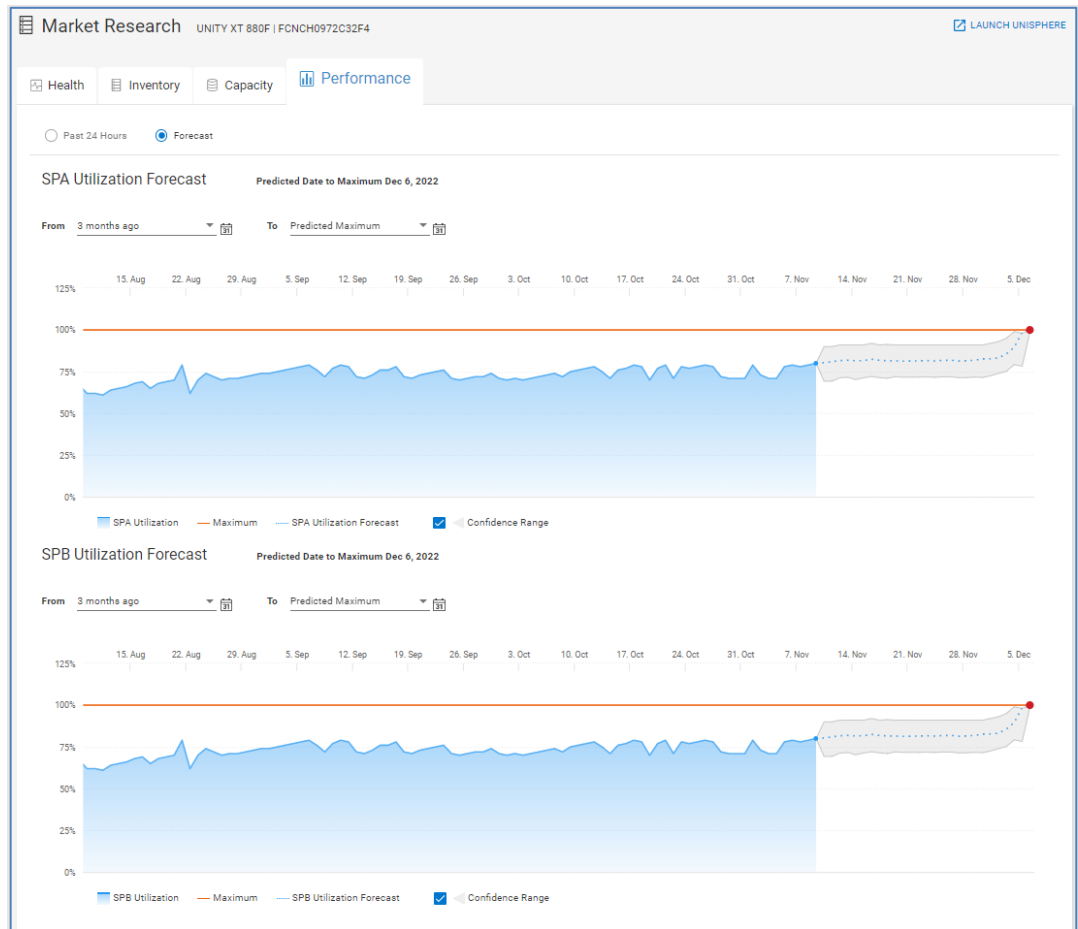 Market Research UNITY XT 880F | FCNCH0972C32F4 LAUNCH UNISPHERE
Health Inventory Capacity Performance
Past 24 Hours Forecast
SPA Utilization Forecast Predicted Date to Maximum Dec 6, 2022
From 3 months ago 31 To Predicted Maximum 31
15. Aug 22. Aug 29. Aug 5. Sep 12. Sep 19. Sep 26. Sep 3. Oct 10. Oct 17. Oct 24. Oct 31. Oct 7. Nov 14. Nov 21. Nov 28. Nov 5. Dec
125%
100%
75%
50%
25%
0%
SPA Utilization Maximum SPA Utilization Forecast Confidence Range
SPB Utilization Forecast Predicted Date to Maximum Dec 6, 2022
From 3 months ago 31 To Predicted Maximum 31
15. Aug 22. Aug 29. Aug 5. Sep 12. Sep 19. Sep 26. Sep 3. Oct 10. Oct 17. Oct 24. Oct 31. Oct 7. Nov 14. Nov 21. Nov 28. Nov 5. Dec
125%
100%
75%
50%
25%
0%
SPB Utilization Maximum SPB Utilization Forecast Confidence Range